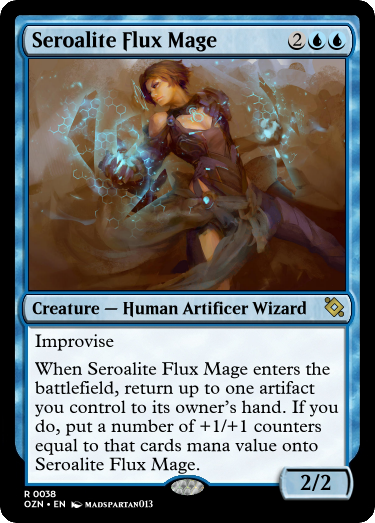 Seroalite Flux Mage 2
Creature — Human Artificer Wizard
Improvise
When Seroalite Flux Mage enters the
battlefield, return up to one artifact
you control to its owner's hand. If you
do, put a number of +1/+1 counters
equal to that cards mana value onto
Seroalite Flux Mage.
2/2
R 0038
OZN • EN MADSPARTAN013